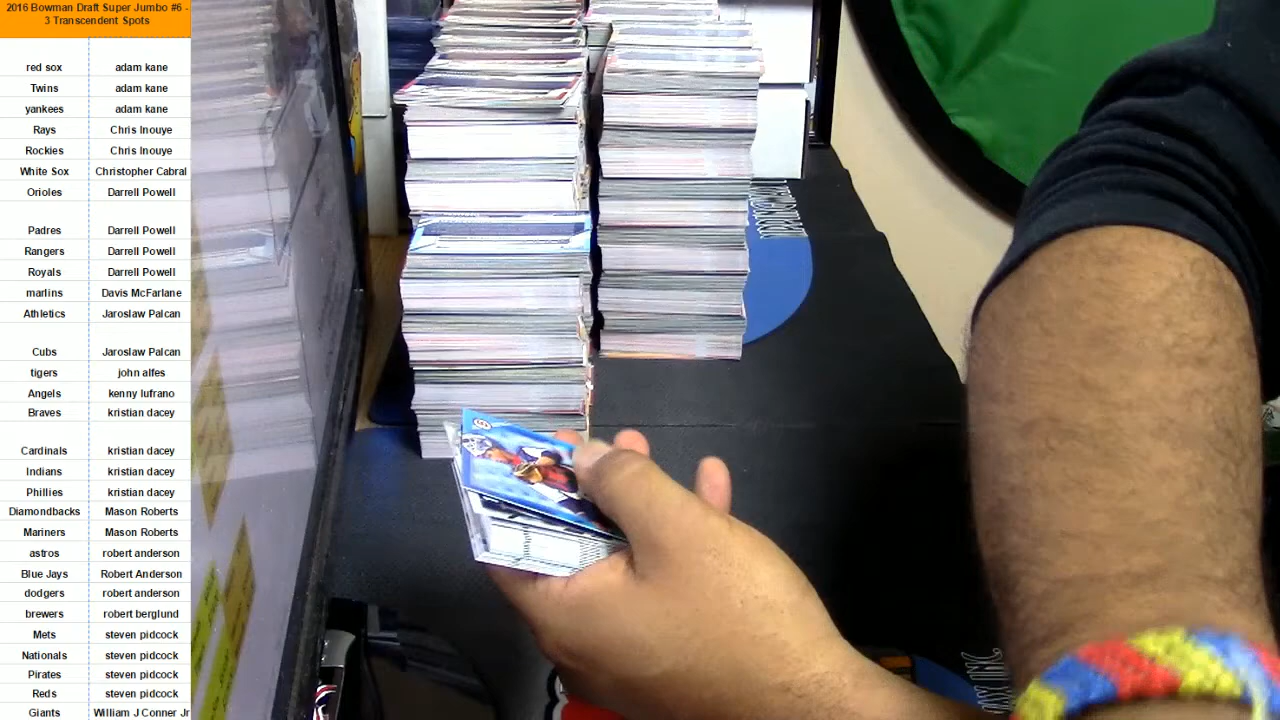 2016 Bowman Draft Super Jumbo #6 -
3 Transcendent Spots
adam kane
adam kane
adam kane
Rays Chris Inouye
Rockies Chris Inouye
White Sox Christopher Cabral
Orioles Darrell Powell
Padres Darrell Powell
Rangers Darrell Powell
Royals Darrell Powell
marlins Davis McFarlane
Athletics Jaroslaw Palcan
Cubs Jaroslaw Palcan
tigers john alfes
Angels kenny lufrano
Braves kristian dacey
Cardinals kristian dacey
Indians kristian dacey
Phillies kristian dacey
Diamondbacks Mason Roberts
Mariners Mason Roberts
astros robert anderson
Blue Jays Robert Anderson
dodgers robert anderson
brewers robert berglund
Mets steven pidcock
Nationals steven pidcock
Pirates steven pidcock
Reds steven pidcock
Giants William J Conner Jr